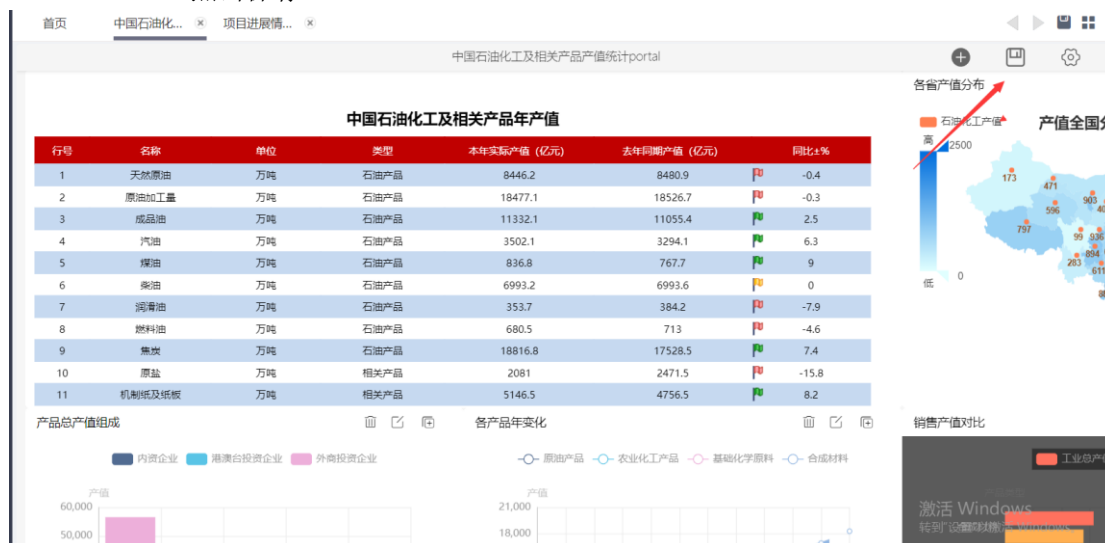 首页 中国石油化... × 项目进展情... ×
中国石油化工及相关产品产值统计portal
各省产值分布
中国石油化工及相关产品年产值
行号 名称 单位 类型 本年实际产值 (亿元) 去年同期产值 (亿元) 同比±%
1 天然原油 万吨 石油产品 8446.2 8480.9 -0.4
2 原油加工量 万吨 石油产品 18477.1 18526.7 -0.3
3 成品油 万吨 石油产品 11332.1 11055.4 2.5
4 汽油 万吨 石油产品 3502.1 3294.1 6.3
5 煤油 万吨 石油产品 836.8 767.7 9
6 柴油 万吨 石油产品 6993.2 6993.6 0
7 润滑油 万吨 石油产品 353.7 384.2 -7.9
8 燃料油 万吨 石油产品 680.5 713 -4.6
9 焦炭 万吨 石油产品 18816.8 17528.5 7.4
10 原盐 万吨 相关产品 2081 2471.5 -15.8
11 机制纸及纸板 万吨 相关产品 5146.5 4756.5 8.2
石油化工产值 产值全国
高 2500
173 471 903 40
596
797 99 936
894
283 611
0
低
产品总产值组成
内资企业 港澳台投资企业 外商投资企业
产值
60,000
50,000
各产品年变化
原油产品 农业化工产品 基础化学原料 合成材料
产值
21,000
18,000
销售产值对比
工业总产
激活 Windows
转到"设